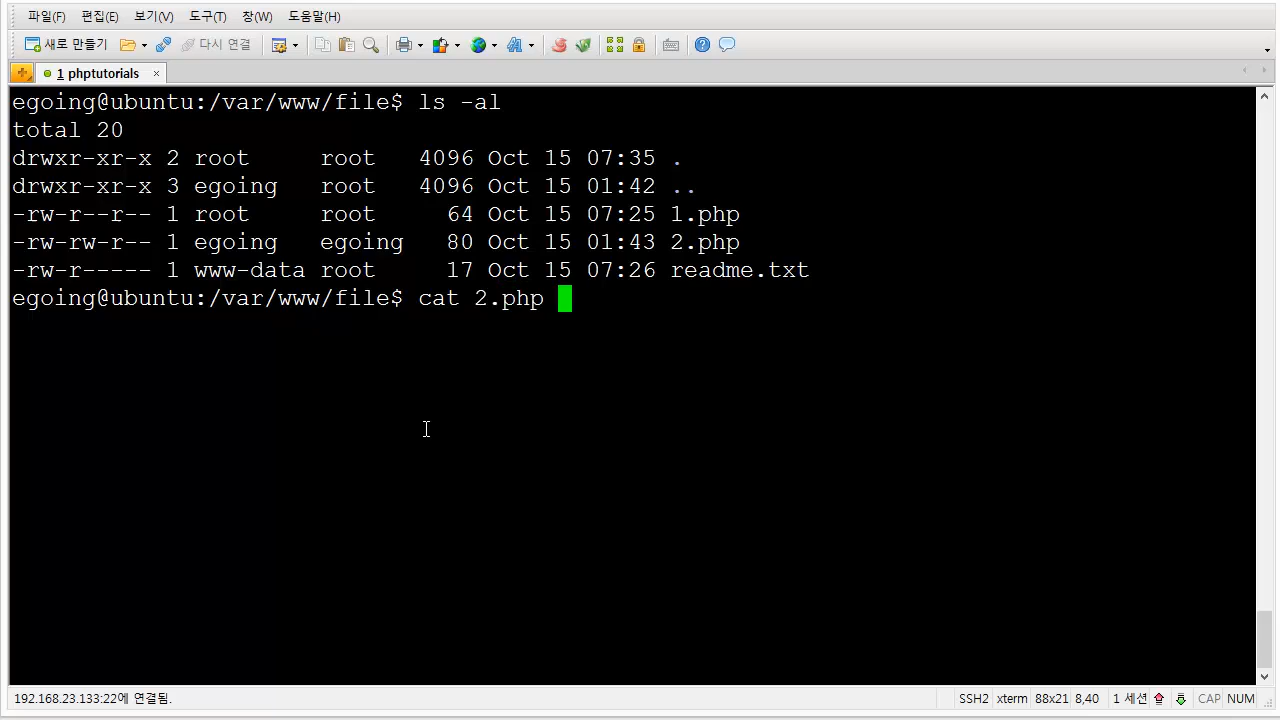 파일(F) 편집(E) 보기(V) 도구(T) 창(W) 도움말(H)
새로 만들기 다시 연결
1 phptutorials ×
egoing@ubuntu:/var/www/file$ ls -al
total 20
drwxr-xr-x 2 root root 4096 Oct 15 07:35 .
drwxr-xr-x 3 egoing root 4096 Oct 15 01:42 ..
-rw-r--r-- 1 root root 64 Oct 15 07:25 1.php
-rw-rw-r-- 1 egoing egoing 80 Oct 15 01:43 2.php
-rw-r----- 1 www-data root 17 Oct 15 07:26 readme.txt
egoing@ubuntu:/var/www/file$ cat 2.php
192.168.23.133:22에 연결됨. SSH2 xterm 88x21 8,40 1 세션 CAP NUM